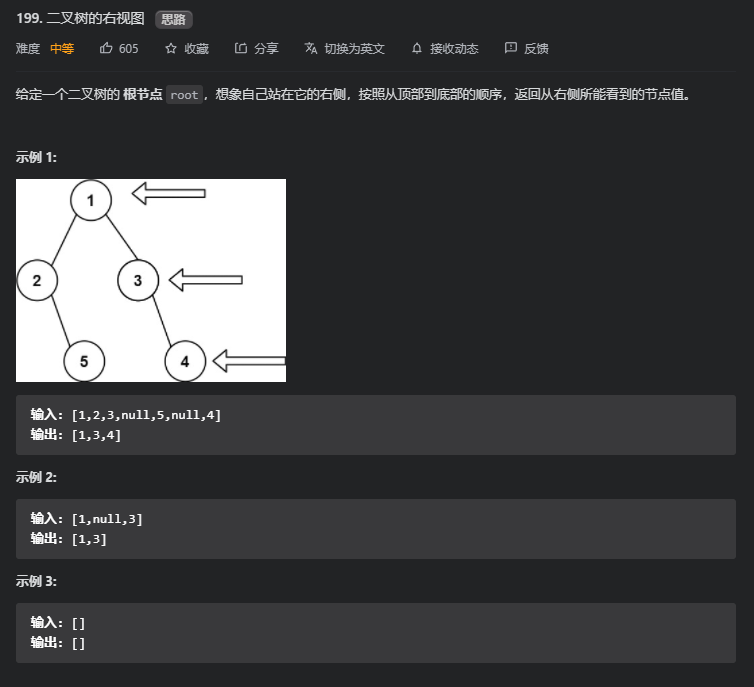 199. 二叉树的右视图 思路
难度 中等 605 收藏 分享 切换为英文 接收动态 反馈
给定一个二叉树的 根节点 root，想象自己站在它的右侧，按照从顶部到底部的顺序，返回从右侧所能看到的节点值。
示例 1:
1
2 3
5 4
输入: [1,2,3,null,5,null,4]
输出: [1,3,4]
示例 2:
输入: [1,null,3]
输出: [1,3]
示例 3:
输入: []
输出: []